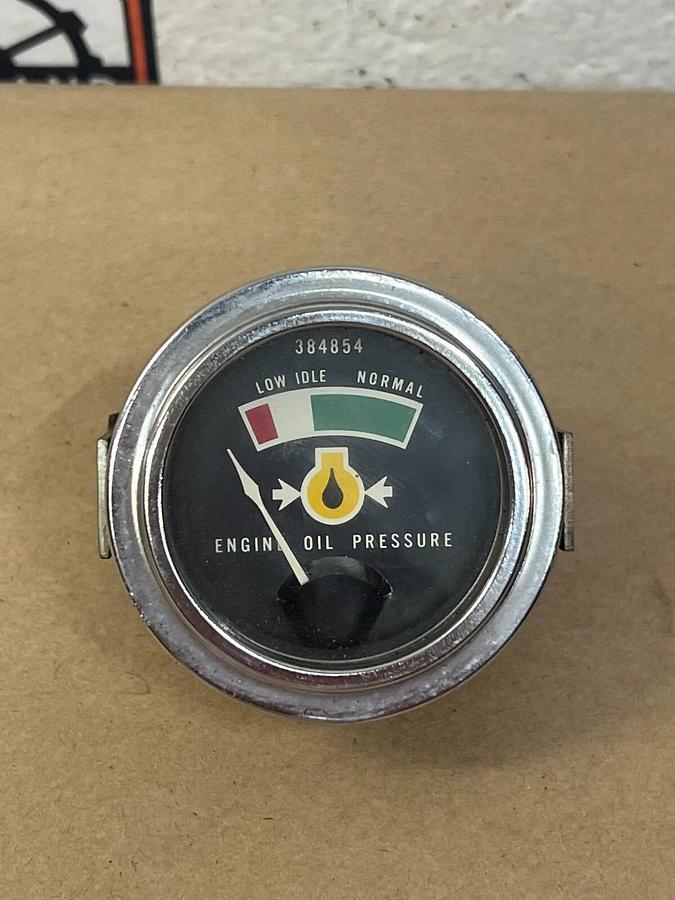 384854
LOW IDLE NORMAL
ENGINE OIL PRESSURE